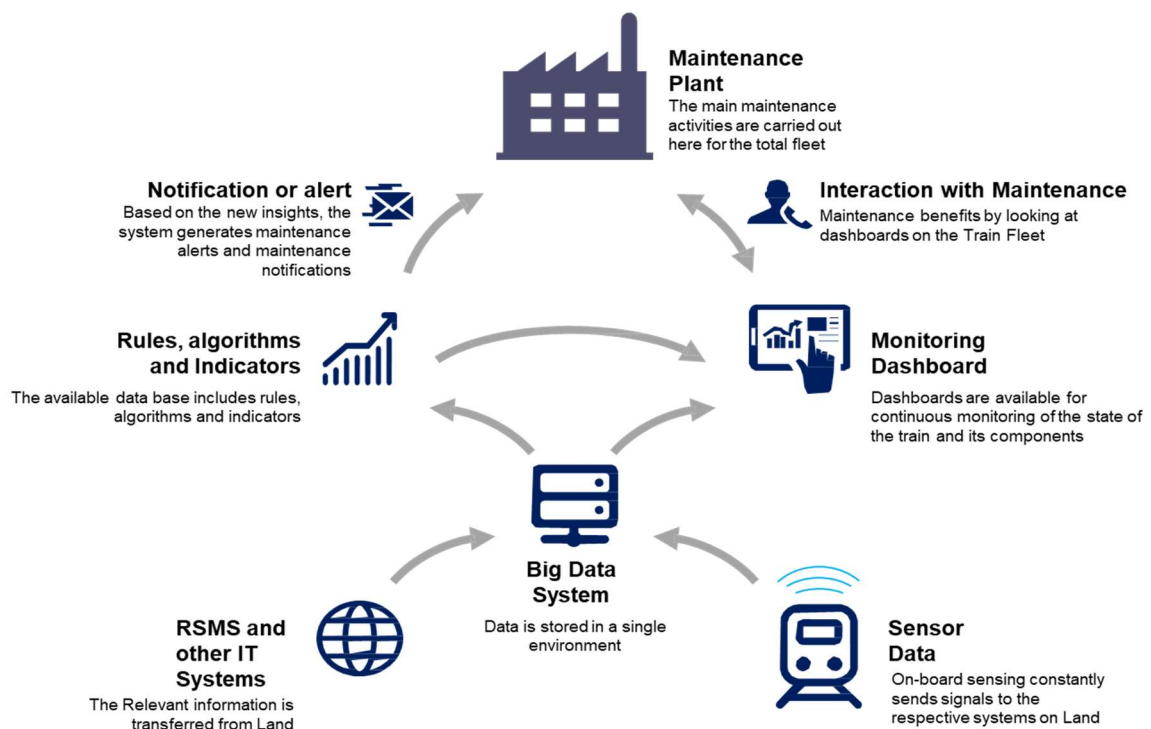 Maintenance
Plant
The main maintenance
activities are carried out
here for the total fleet
Notification or alert
Based on the new insights, the
system generates maintenance
alerts and maintenance
notifications
Interaction with Maintenance
Maintenance benefits by looking at
dashboards on the Train Fleet
Rules, algorithms
and Indicators
The available data base includes rules,
algorithms and indicators
Monitoring
Dashboard
Dashboards are available for
continuous monitoring of the state of
the train and its components
Big Data
System
Data is stored in a single
environment
RSMS and
other IT
Systems
The Relevant information is
transferred from Land
Sensor
Data
On-board sensing constantly
sends signals to the
respective systems on Land